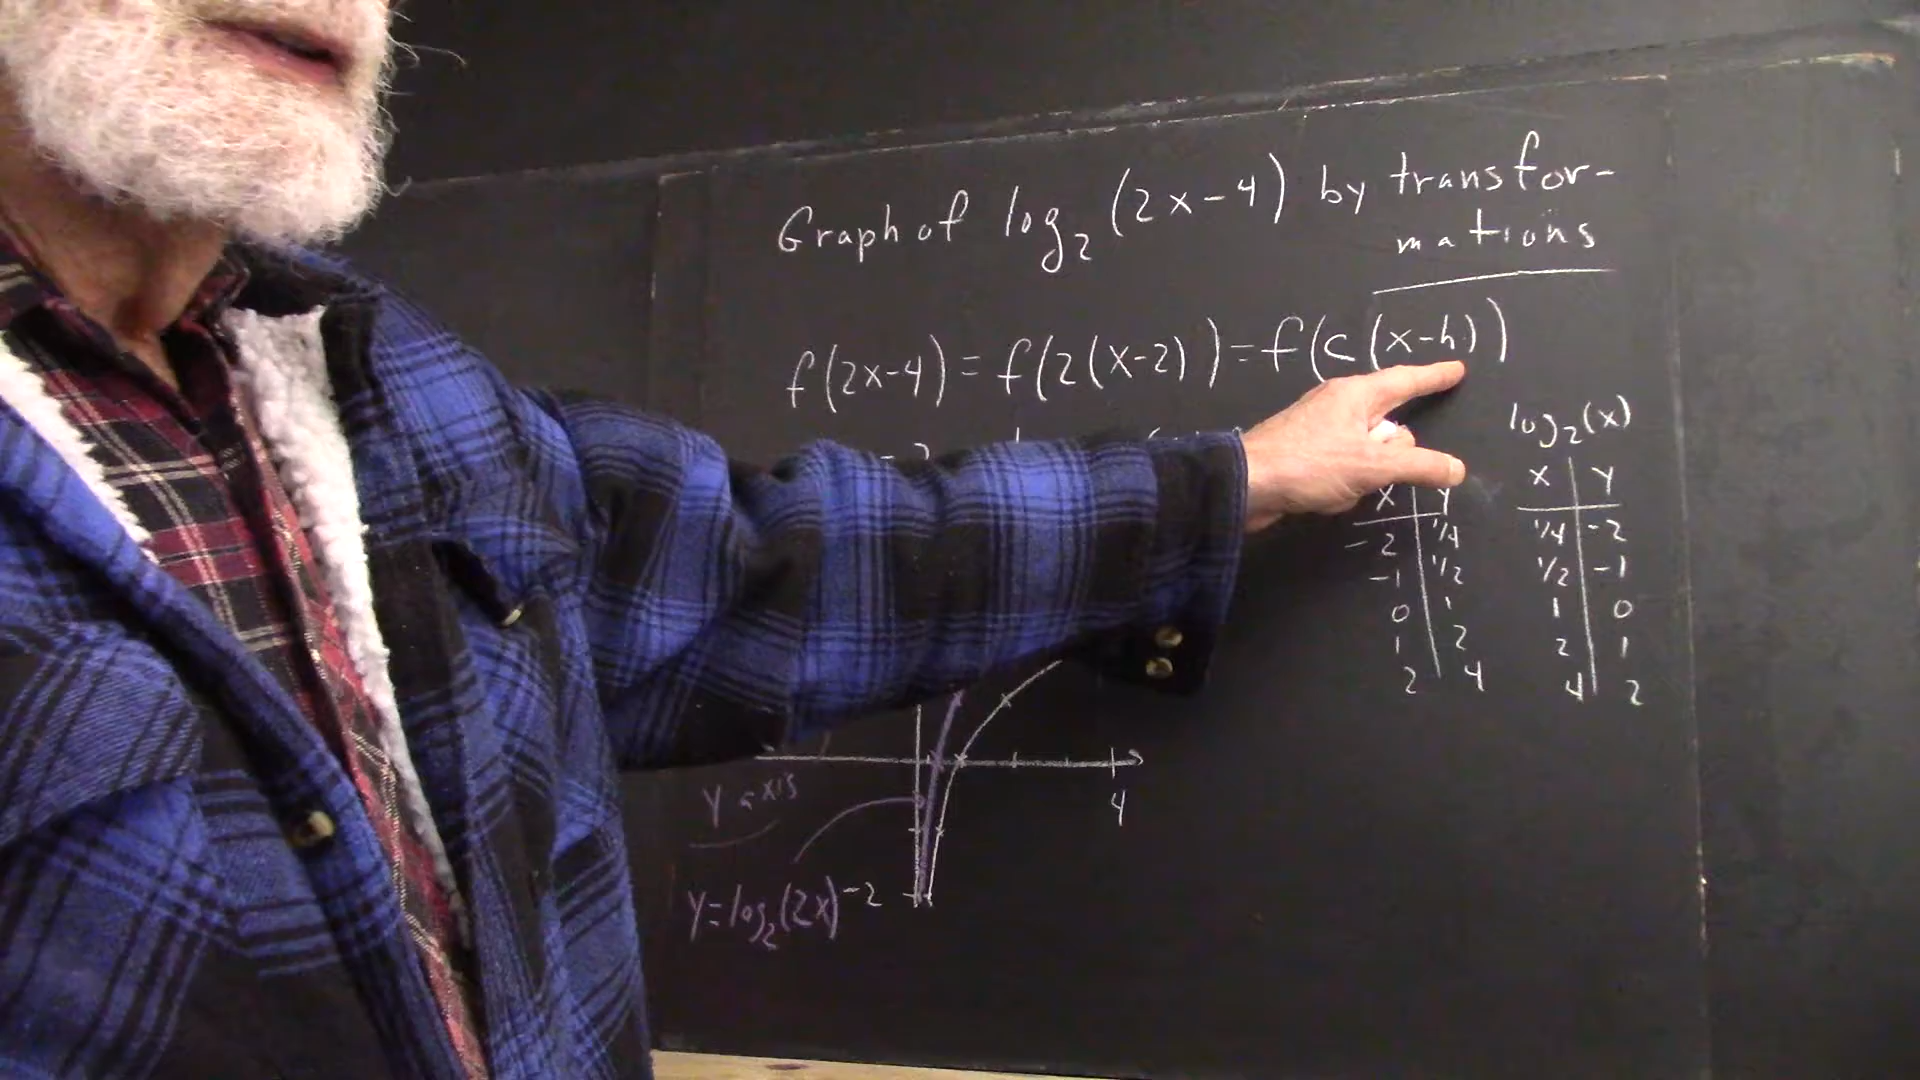 Graph of log₂(2x-4) by transfor-
mations
f(2x-4) = f(2(x-2)) = f(c(x-h))
log₂(x)
x | y
-2 | 1/4
-1 | 1/2
0 | 1
1 | 2
2 | 4
x | y
1/4 | -2
1/2 | -1
1 | 0
2 | 1
4 | 2
y axis
4
-2
y=log₂(2x)